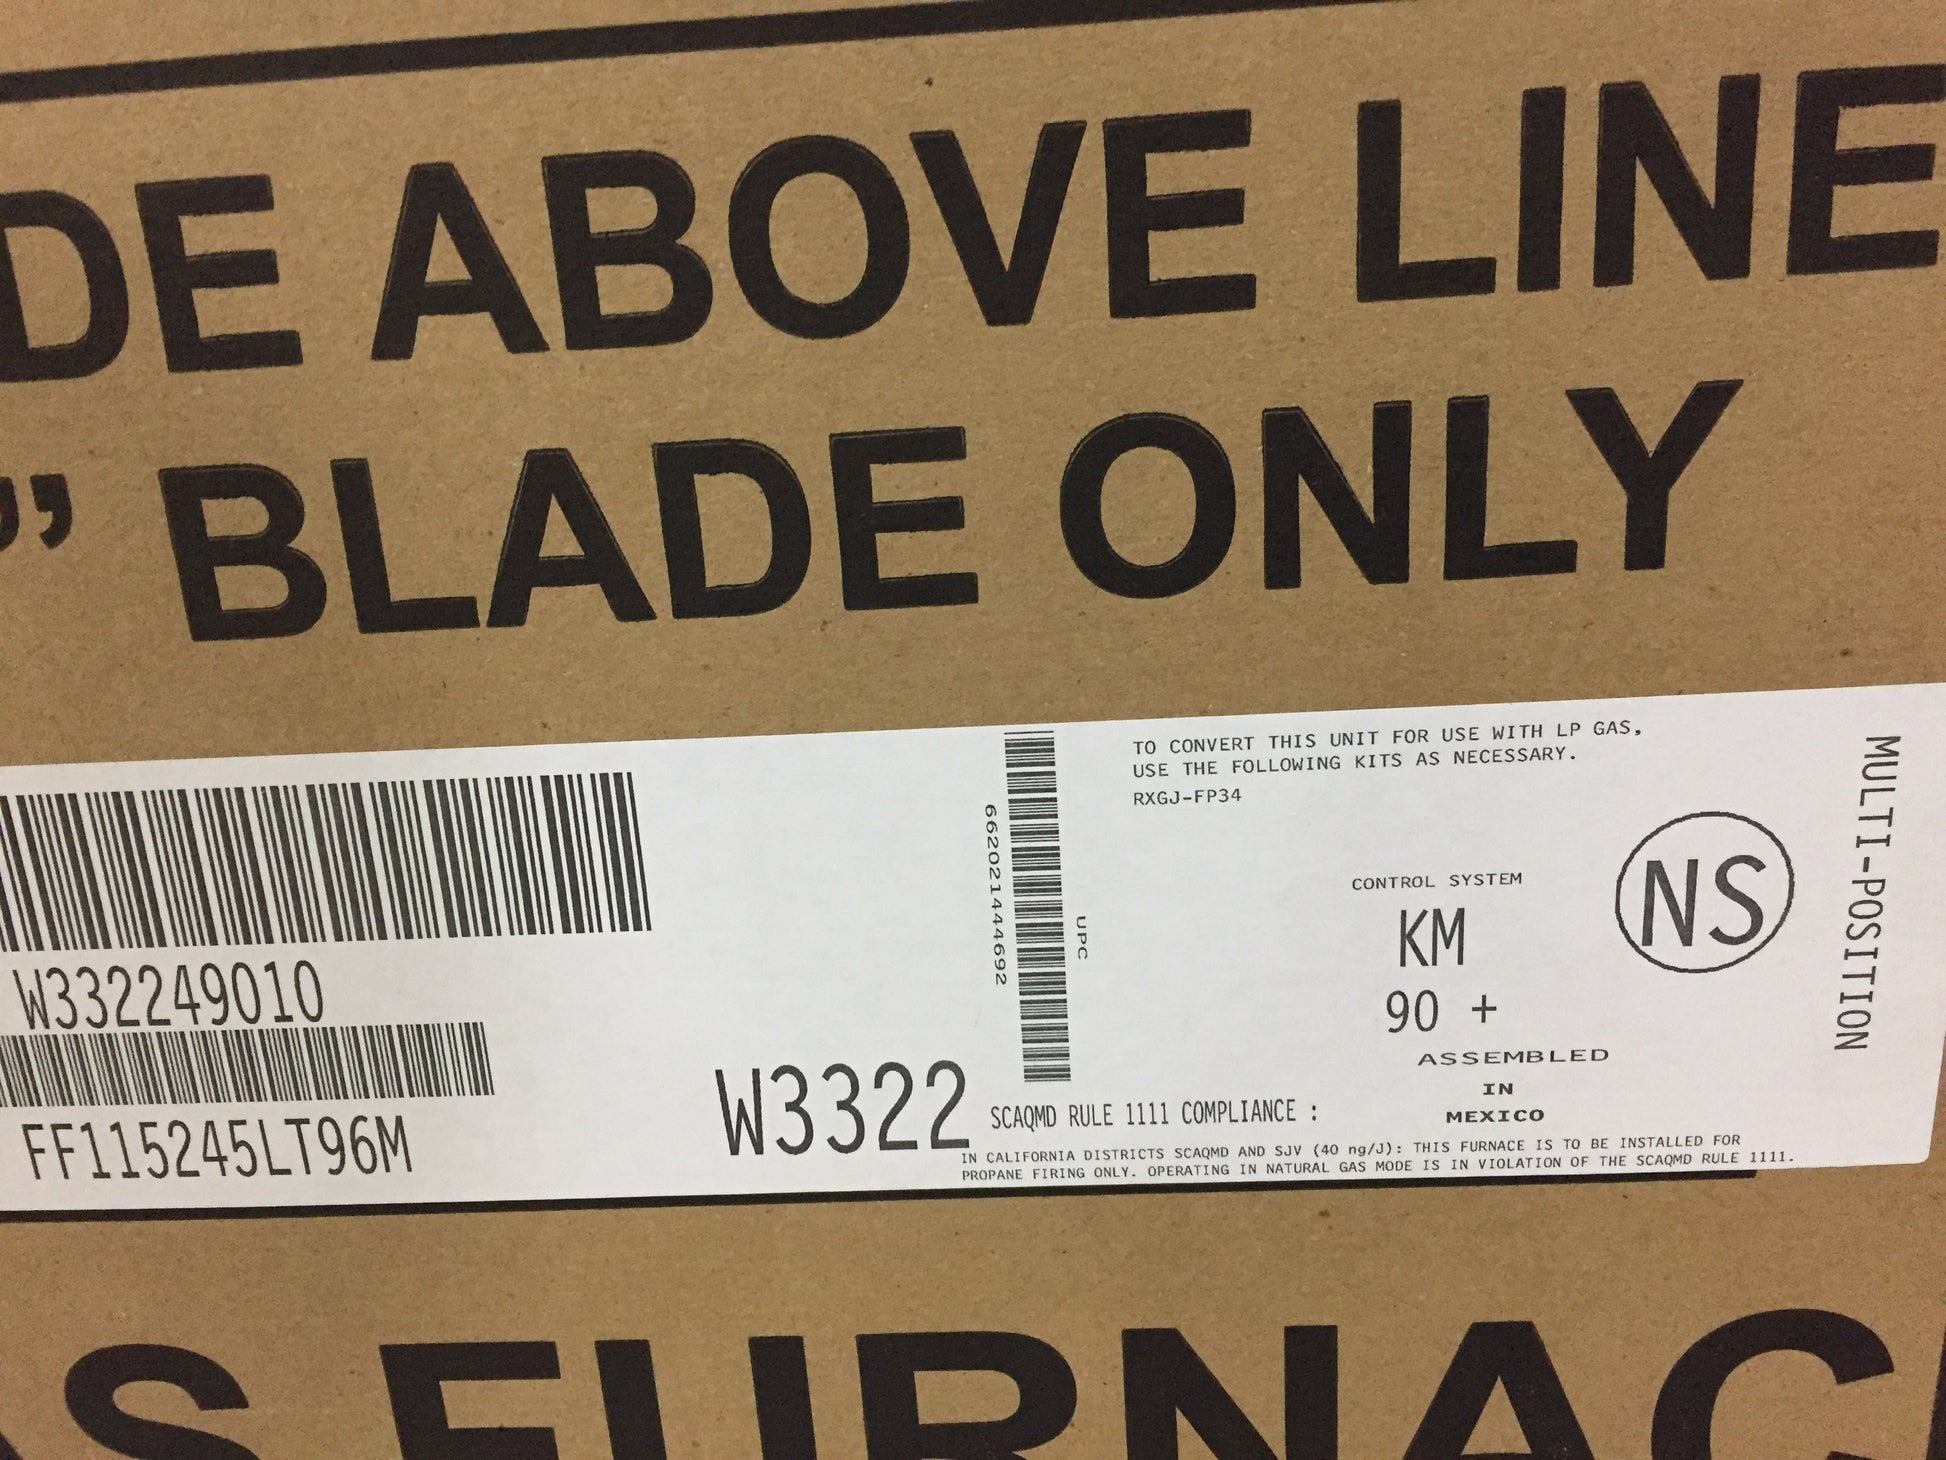 DE ABOVE LINE
” BLADE ONLY
TO CONVERT THIS UNIT FOR USE WITH LP GAS,
USE THE FOLLOWING KITS AS NECESSARY.
RXGJ-FP34
MULTI-POSITION
662021444692
UPC
CONTROL SYSTEM
KM
NS
90 +
ASSEMBLED
IN
MEXICO
W332249010
FF115245LT96M
W3322
SCAQMD RULE 1111 COMPLIANCE :
IN CALIFORNIA DISTRICTS SCAQMD AND SJV (40 ng/J): THIS FURNACE IS TO BE INSTALLED FOR
PROPANE FIRING ONLY. OPERATING IN NATURAL GAS MODE IS IN VIOLATION OF THE SCAQMD RULE 1111.
AS FURNAC